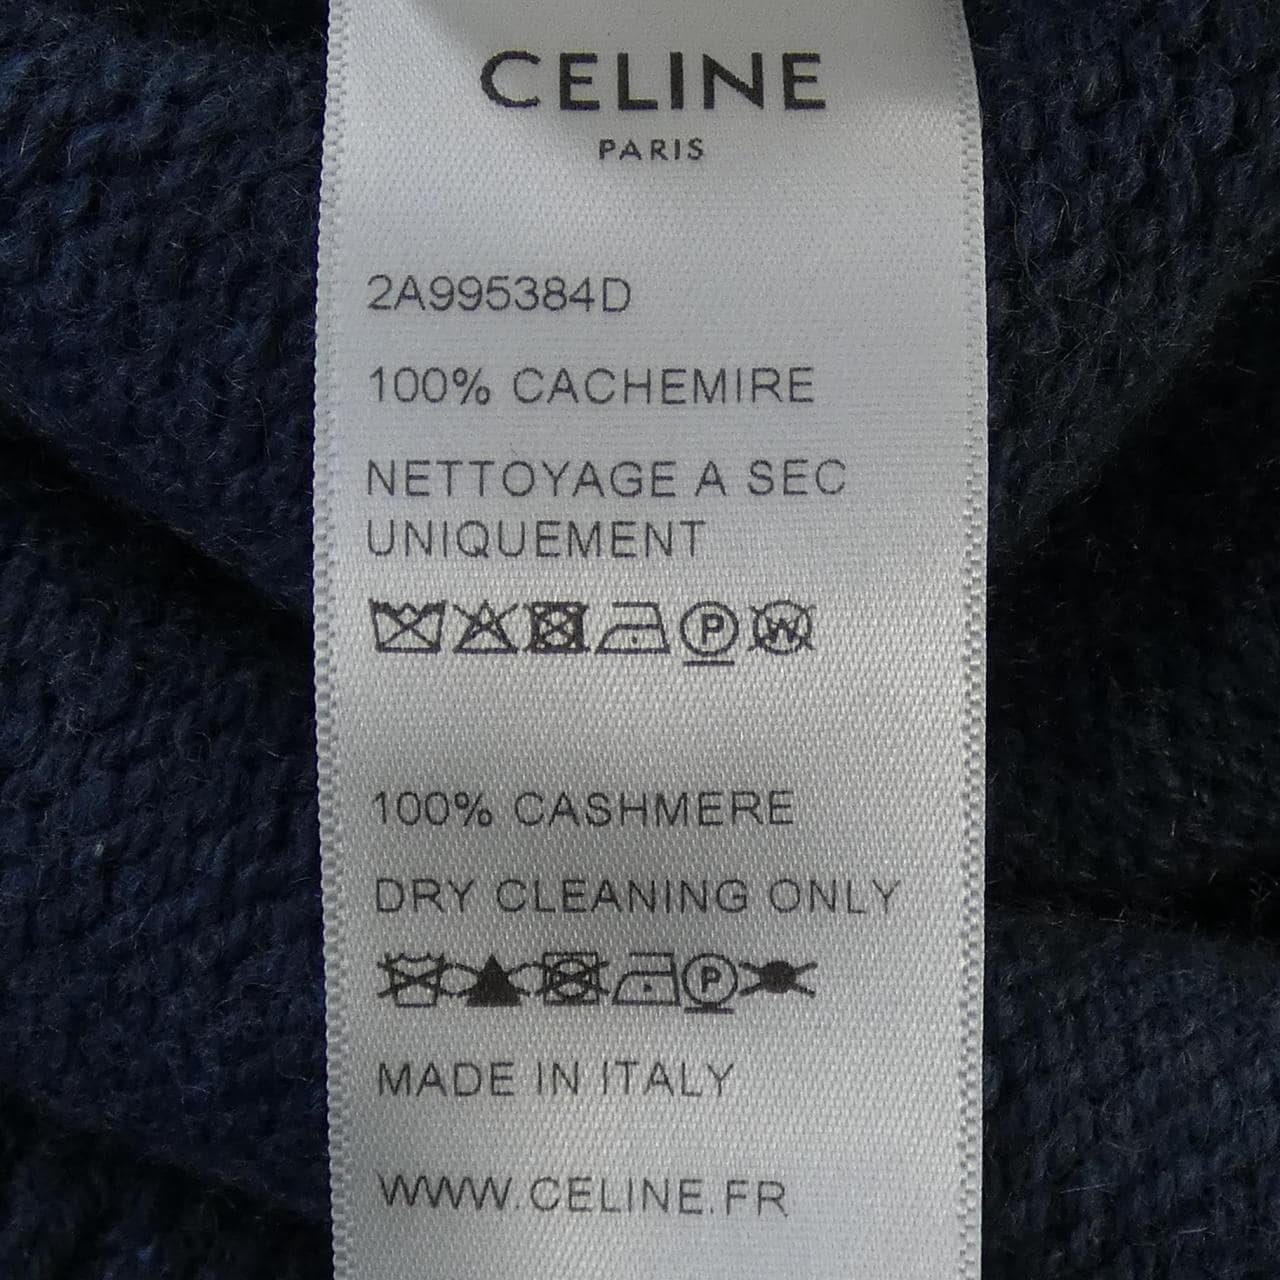 CELINE
PARIS
2A995384D
100% CACHEMIRE
NETTOYAGE A SEC
UNIQUEMENT
P W
100% CASHMERE
DRY CLEANING ONLY
P
MADE IN ITALY
WWW.CELINE.FR